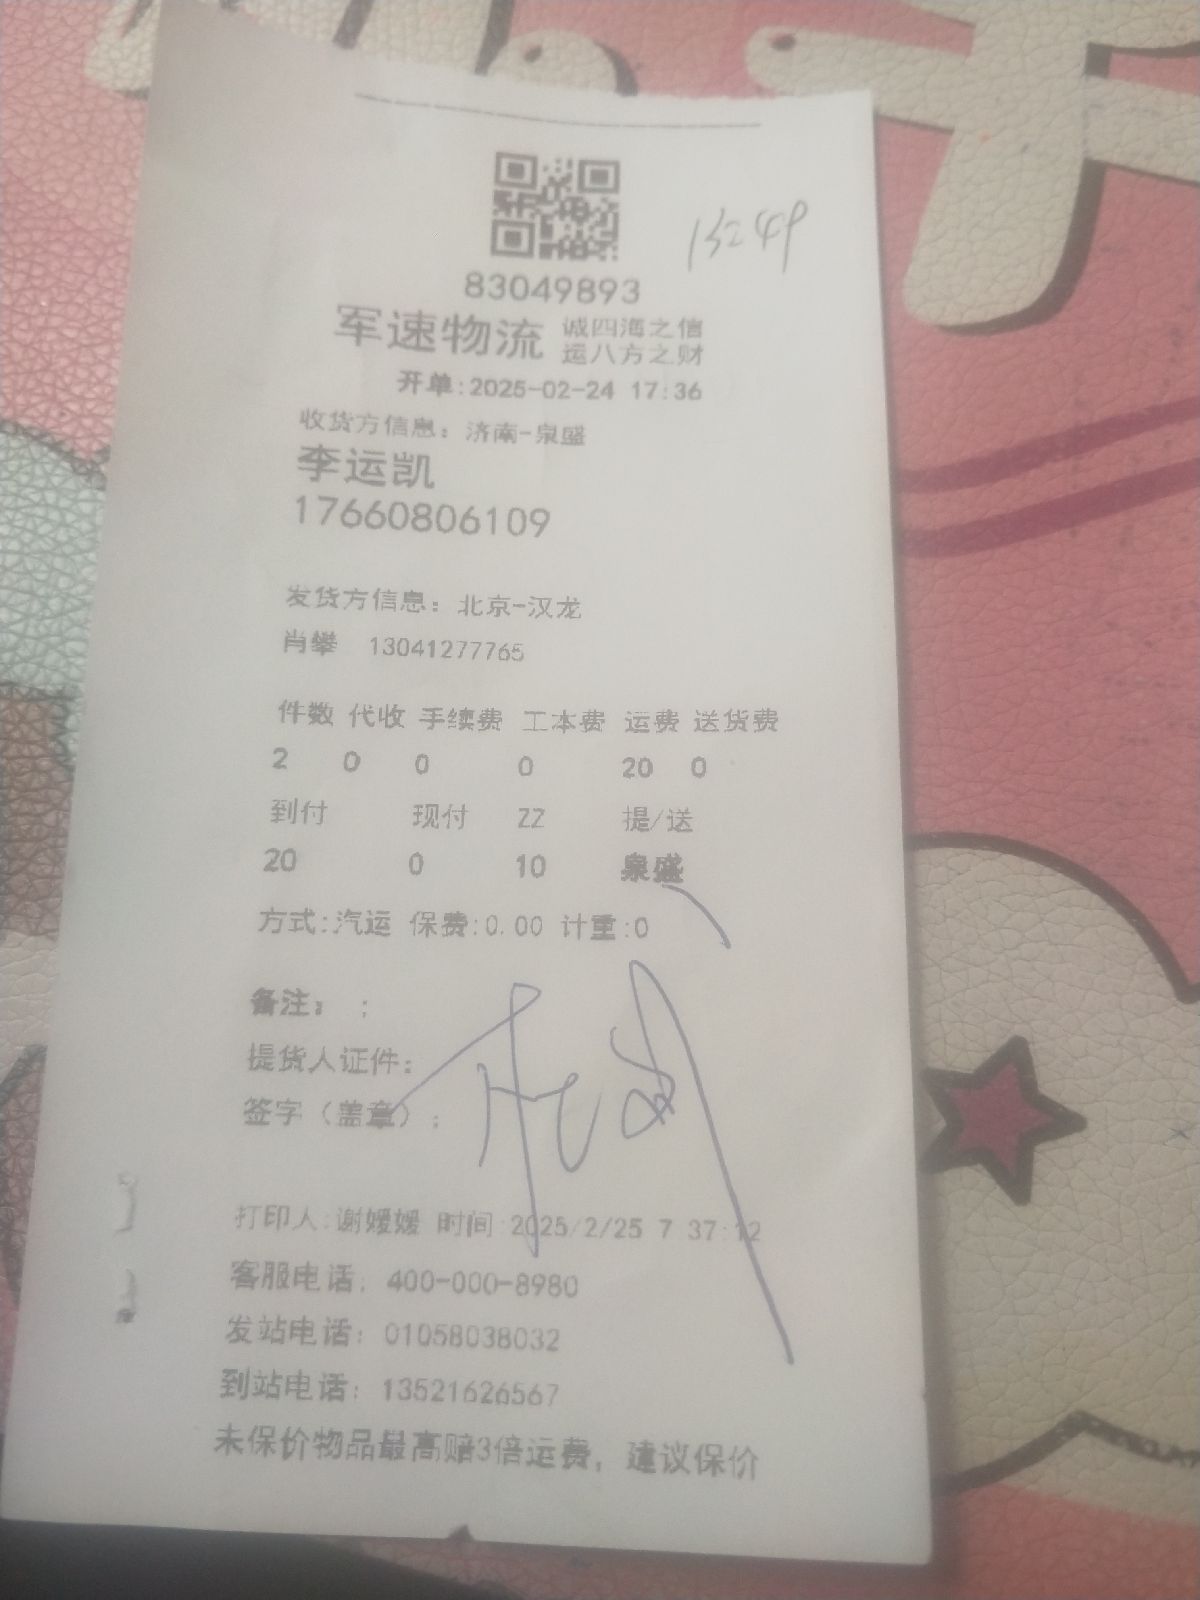 13249
83049893
军速物流 诚四海之信
运八方之财
开单:2025-02-24 17:36
收货方信息：济南-泉盛
李运凯
17660806109
发货方信息：北京-汉龙
肖攀 13041277765
件数 代收 手续费 工本费 运费 送货费
2 0 0 0 20 0
到付 现付 ZZ 提/送
20 0 10 泉盛
方式:汽运 保费:0.00 计重:0
备注： ;
提货人证件：
签字（盖章）;
打印人:谢媛媛 时间 2025/2/25 7 37:12
客服电话：400-000-8980
发站电话：01058038032
到站电话：13521626567
未保价物品最高赔3倍运费，建议保价